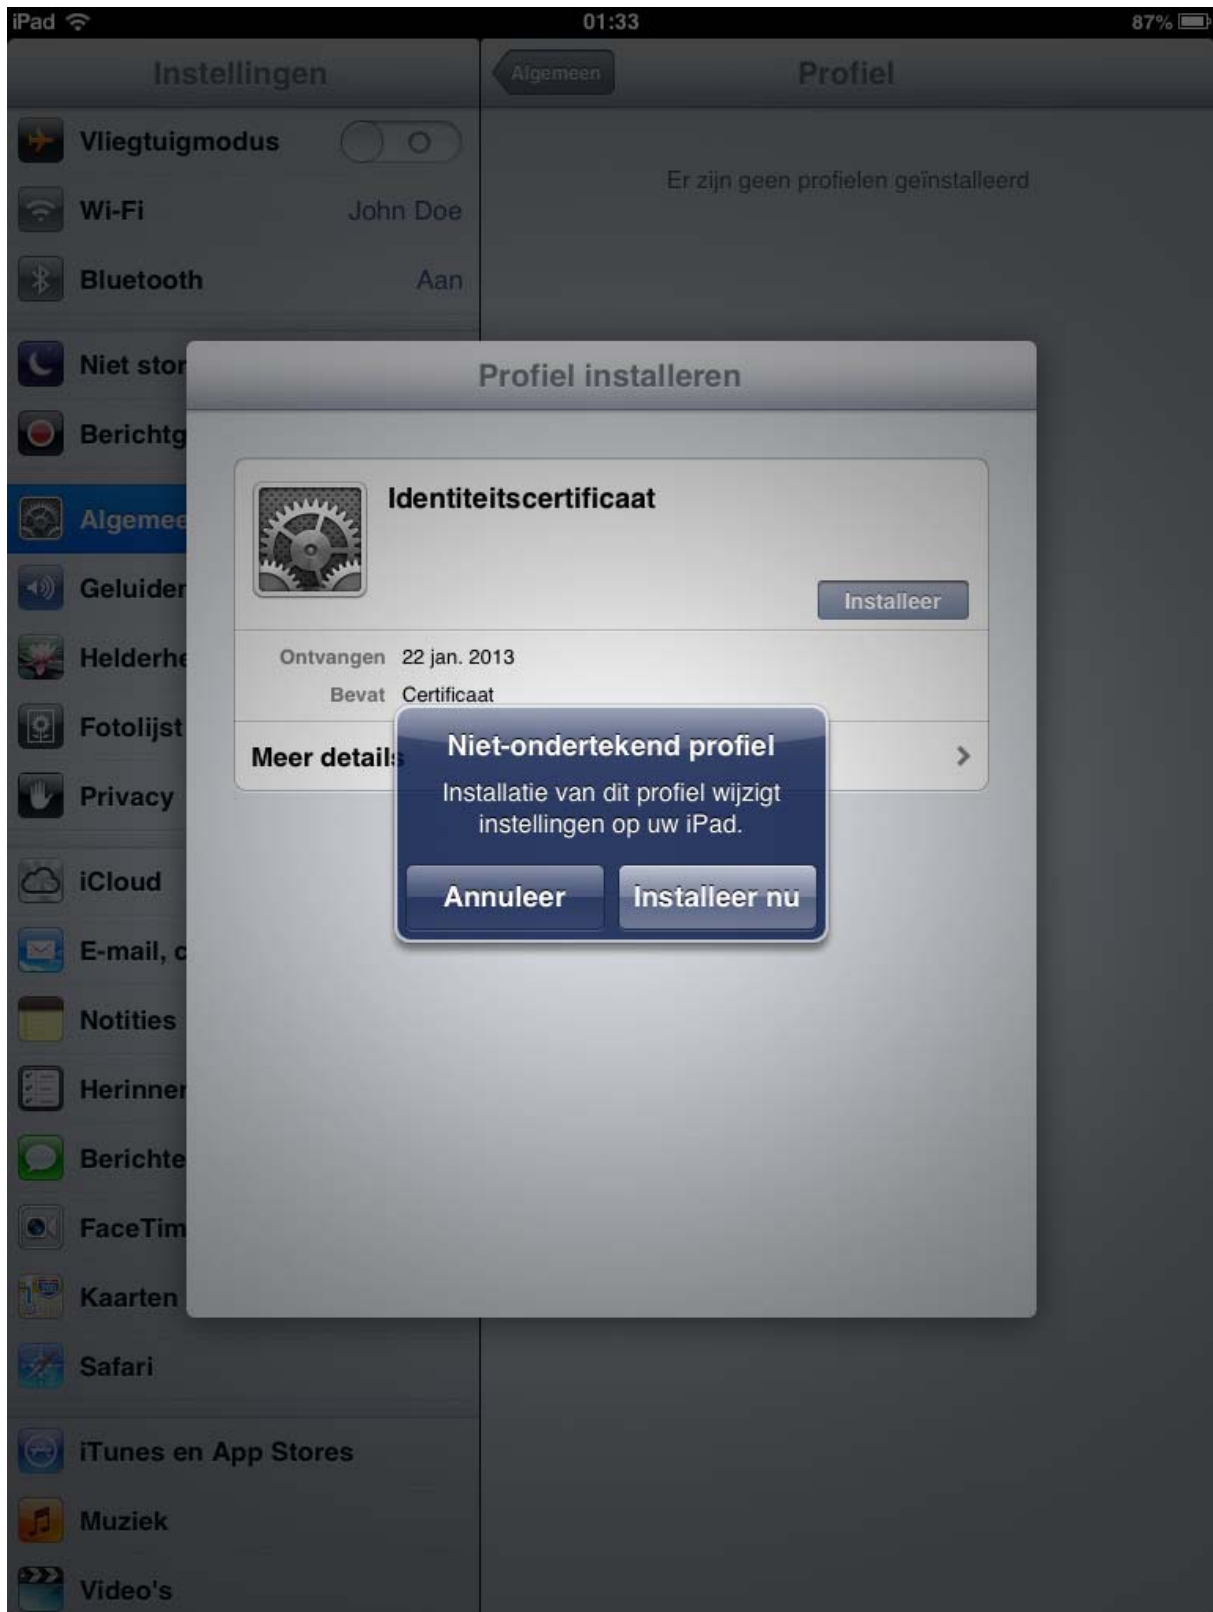 iPad 01:33 87%
Instellingen
Algemeen
Profiel
Vliegtuigmodus
Wi-Fi John Doe
Bluetooth Aan
Niet stor
Berichtg
Algemee
Geluiden
Helderhe
Fotolijst
Privacy
iCloud
E-mail, c
Notities
Herinner
Berichte
FaceTim
Kaarten
Safari
iTunes en App Stores
Muziek
Video's
Er zijn geen profielen geïnstalleerd
Profiel installeren
Identiteitscertificaat
Installeer
Ontvangen 22 jan. 2013
Bevat Certificaat
Meer details
Niet-ondertekend profiel
Installatie van dit profiel wijzigt
instellingen op uw iPad.
Annuleer Installeer nu